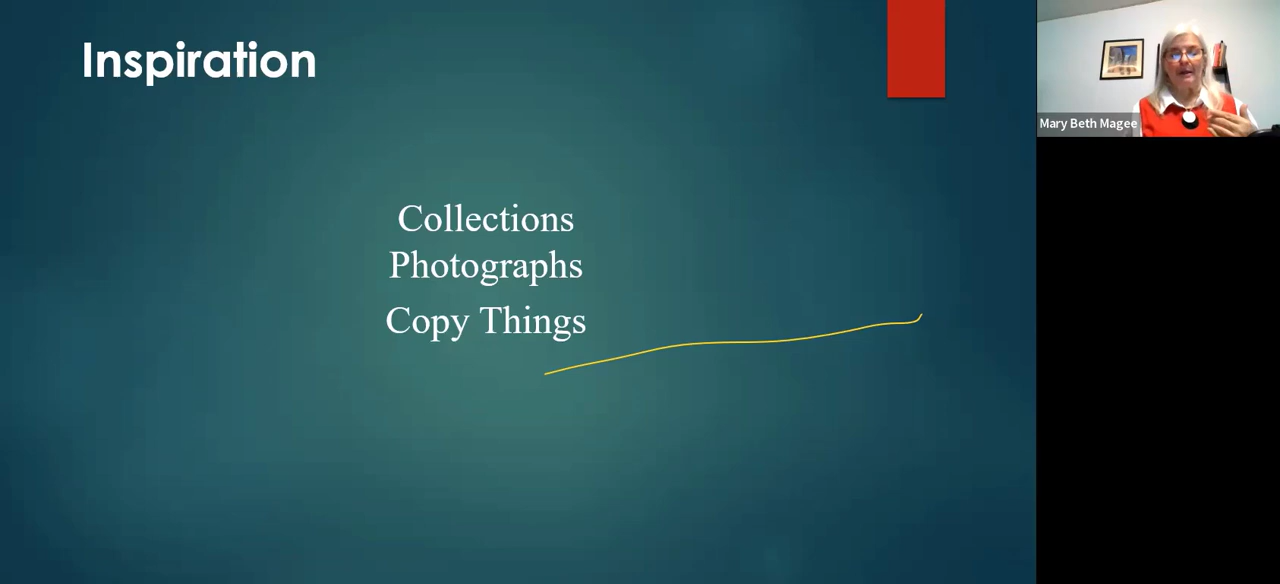 Inspiration
Collections
Photographs
Copy Things
Mary Beth Magee